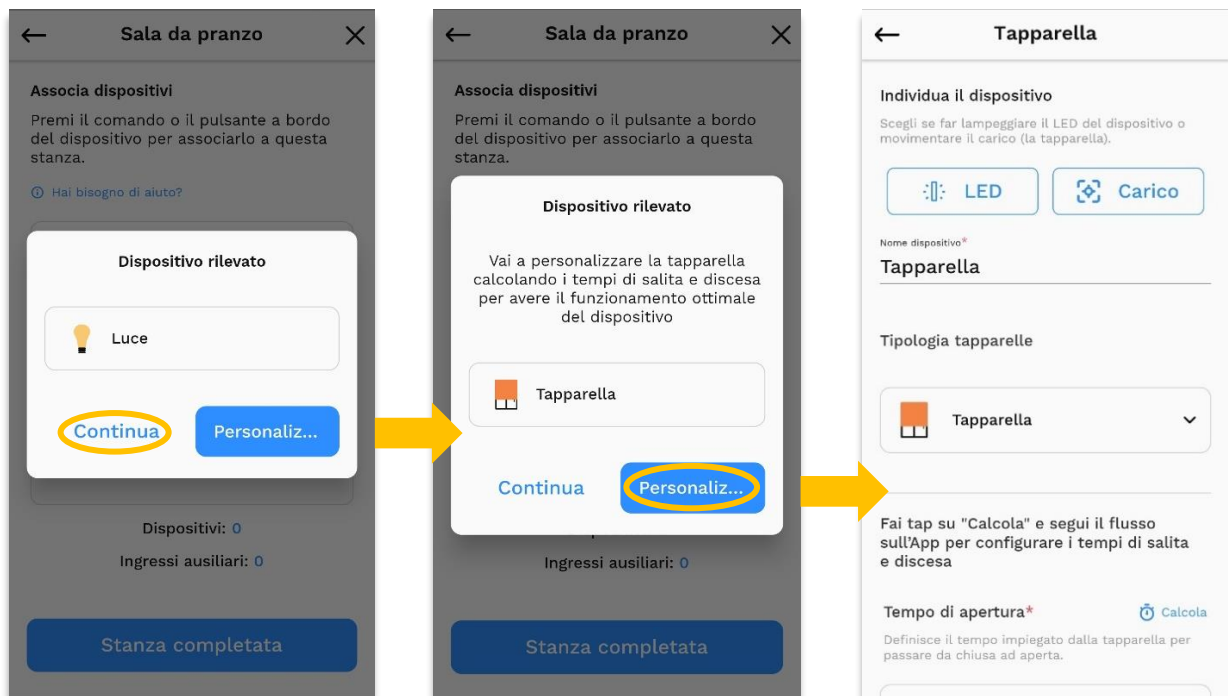 Sala da pranzo
Associa dispositivi
Premi il comando o il pulsante a bordo
del dispositivo per associarlo a questa
stanza.
Hai bisogno di aiuto?
Dispositivo rilevato
Luce
Continua
Personaliz...
Dispositivi: 0
Ingressi ausiliari: 0
Stanza completata
Sala da pranzo
Associa dispositivi
Premi il comando o il pulsante a bordo
del dispositivo per associarlo a questa
stanza.
Dispositivo rilevato
Vai a personalizzare la tapparella
calcolando i tempi di salita e discesa
per avere il funzionamento ottimale
del dispositivo
Tapparella
Continua
Personaliz...
Ingressi ausiliari: 0
Stanza completata
Tapparella
Individua il dispositivo
Scegli se far lampeggiare il LED del dispositivo o
movimentare il carico (la tapparella).
LED
Carico
Nome dispositivo*
Tapparella
Tipologia tapparelle
Tapparella
Fai tap su "Calcola" e segui il flusso
sull'App per configurare i tempi di salita
e discesa
Tempo di apertura*
Calcola
Definisce il tempo impiegato dalla tapparella per
passare da chiusa ad aperta.